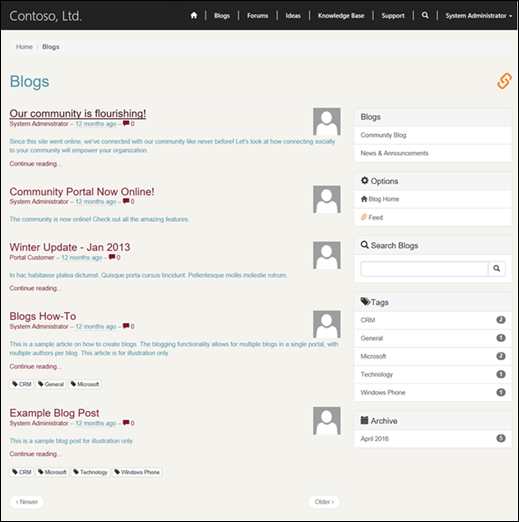 Contoso, Ltd.
Blogs
Forums
Ideas
Knowledge Base
Support
System Administrator
Home / Blogs
Blogs
Our community is flourishing!
System Administrator – 12 months ago – 0
Since this site went online, we've connected with our community like never before! Let's look at how connecting socially
to your community will empower your organization.
Continue reading...
Community Portal Now Online!
System Administrator – 12 months ago – 0
The community is now online! Check out all the amazing features.
Winter Update - Jan 2013
Portal Customer – 12 months ago – 0
In hac habitasse platea dictumst. Quisque porta cursus tincidunt. Pellentesque mollis molestie rutrum.
Continue reading...
Blogs How-To
System Administrator – 12 months ago – 0
This is a sample article on how to create blogs. The blogging functionality allows for multiple blogs in a single portal, with
multiple authors per blog. This article is for illustration only.
Continue reading...
CRM
General
Microsoft
Example Blog Post
System Administrator – 12 months ago – 0
This is a sample blog post for illustration only.
Continue reading...
CRM
Microsoft
Technology
Windows Phone
‹ Newer
Older ›
Blogs
Community Blog
News & Announcements
Options
Blog Home
Feed
Search Blogs
Tags
CRM 2
General 1
Microsoft 2
Technology 1
Windows Phone 1
Archive
April 2016 5